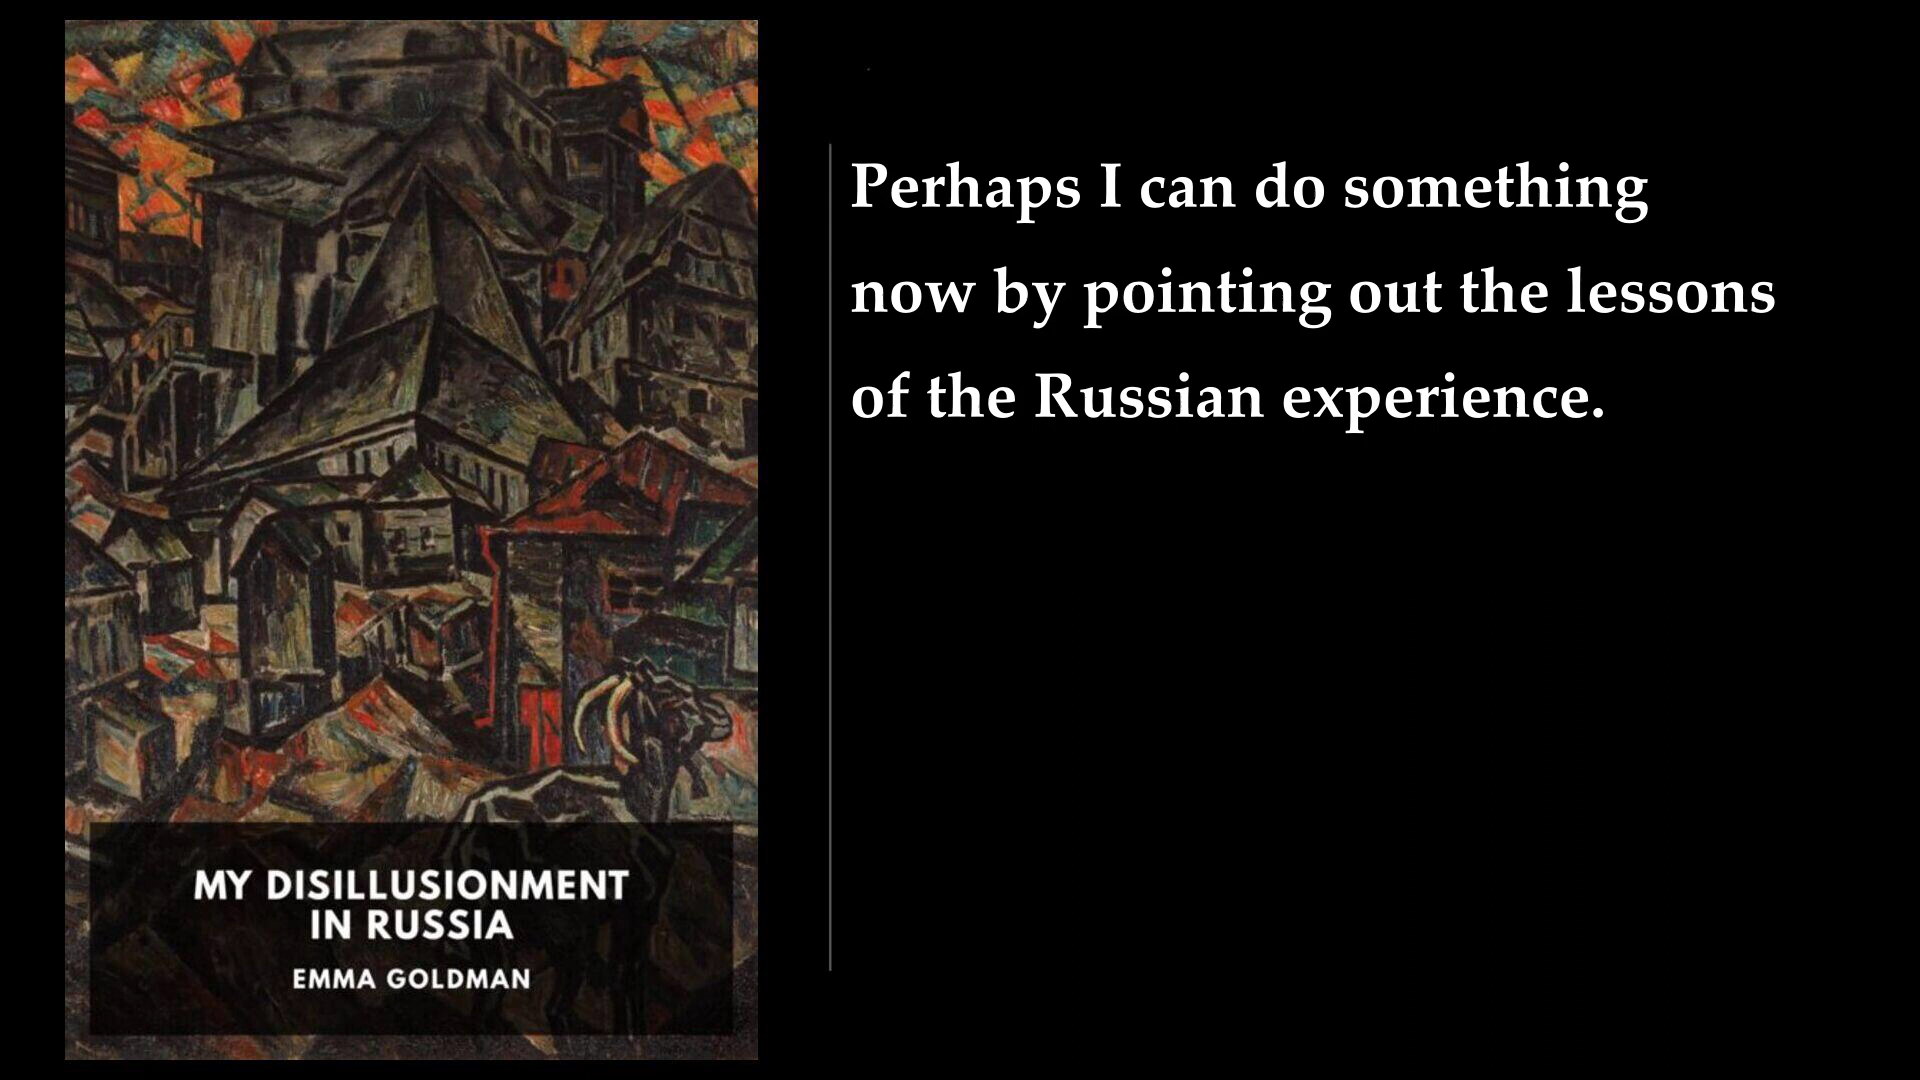 Perhaps I can do something
now by pointing out the lessons
of the Russian experience.
MY DISILLUSIONMENT
IN RUSSIA
EMMA GOLDMAN